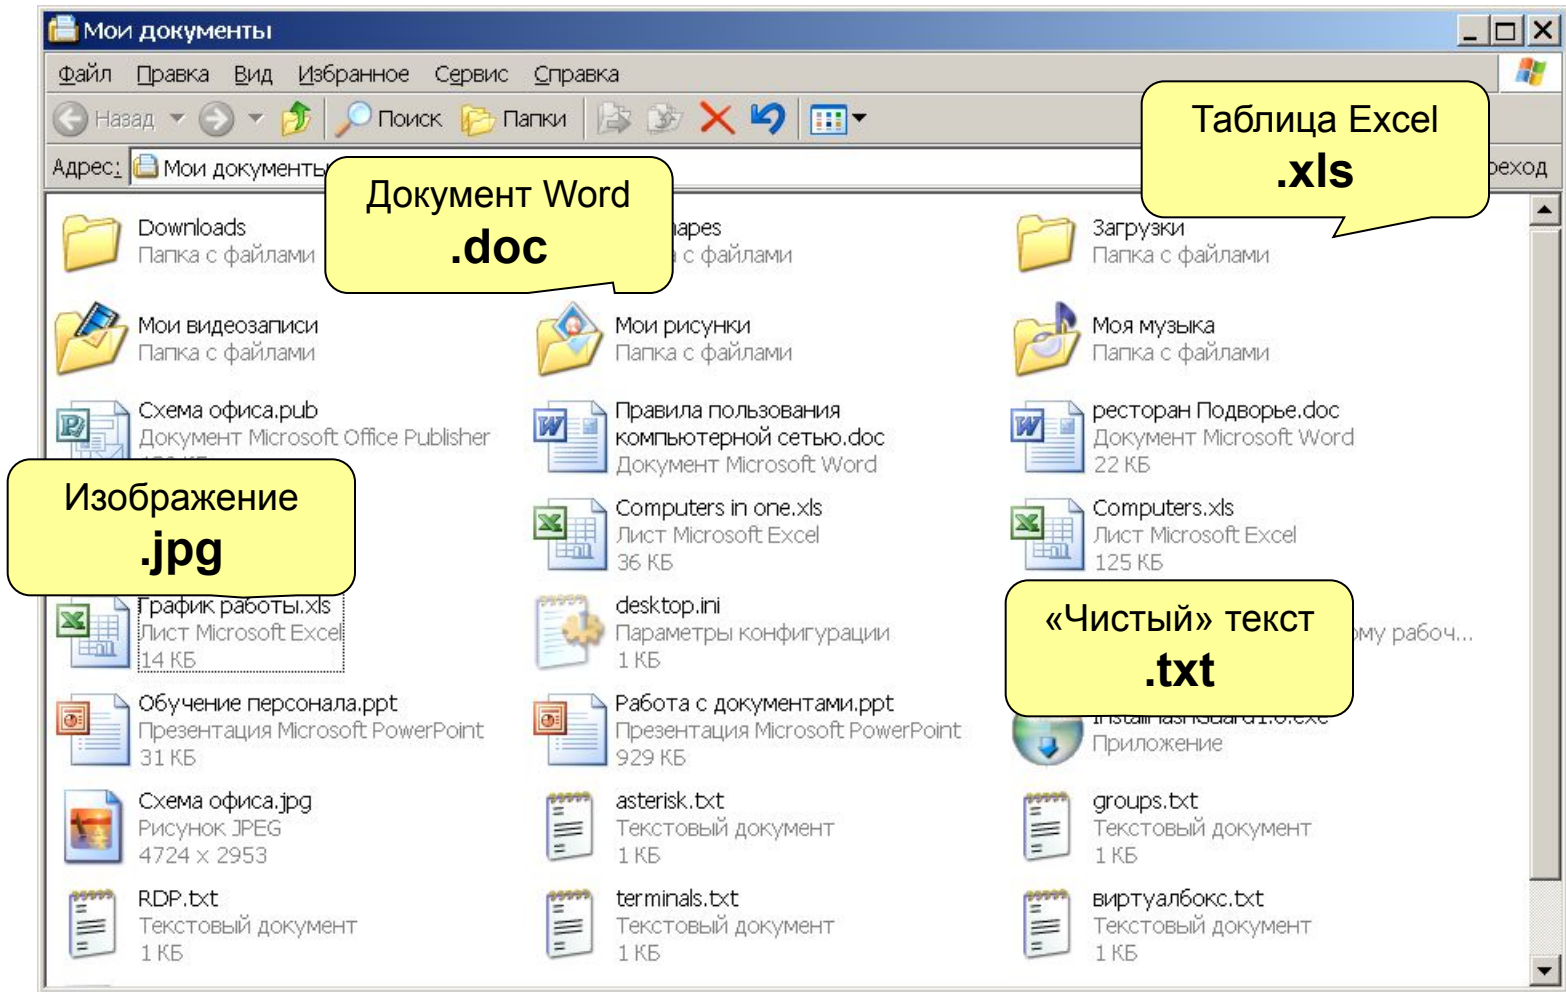 Мои документы
Файл Правка Вид Избранное Сервис Справка
Назад Поиск Папки
Адрес: Мои документы
Таблица Excel
.xls
Документ Word
.doc
Downloads
Папка с файлами
с файлами
Загрузки
Папка с файлами
Мои видеозаписи
Папка с файлами
Мои рисунки
Папка с файлами
Моя музыка
Папка с файлами
Схема офиса.pub
Документ Microsoft Office Publisher
Правила пользования
компьютерной сетью.doc
Документ Microsoft Word
ресторан Подворье.doc
Документ Microsoft Word
22 КБ
Изображение
.jpg
Computers in one.xls
Лист Microsoft Excel
36 КБ
Computers.xls
Лист Microsoft Excel
125 КБ
График работы.xls
Лист Microsoft Excel
14 КБ
desktop.ini
Параметры конфигурации
1 КБ
«Чистый» текст
.txt
Обучение персонала.ppt
Презентация Microsoft PowerPoint
31 КБ
Работа с документами.ppt
Презентация Microsoft PowerPoint
929 КБ
Приложение
Схема офиса.jpg
Рисунок JPEG
4724 x 2953
asterisk.txt
Текстовый документ
1 КБ
groups.txt
Текстовый документ
1 КБ
RDP.txt
Текстовый документ
1 КБ
terminals.txt
Текстовый документ
1 КБ
виртуалбокс.txt
Текстовый документ
1 КБ